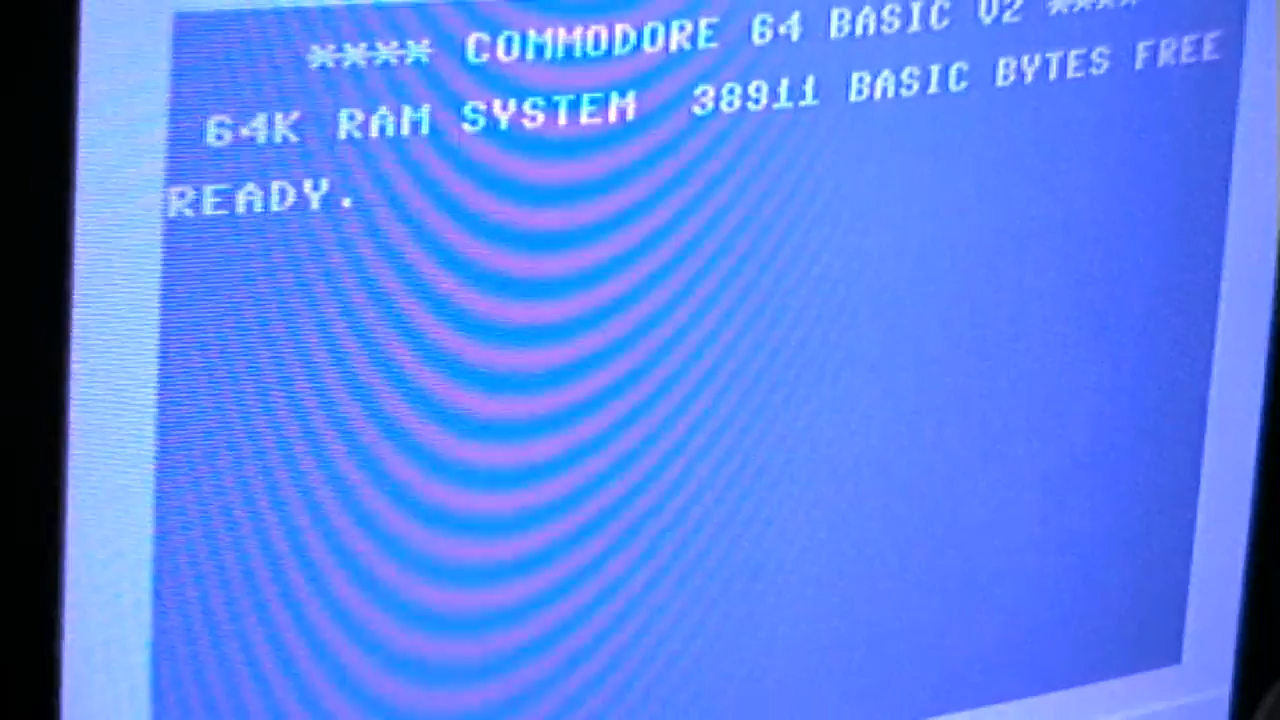 **** COMMODORE 64 BASIC V2 ****
64K RAM SYSTEM 38911 BASIC BYTES FREE
READY.